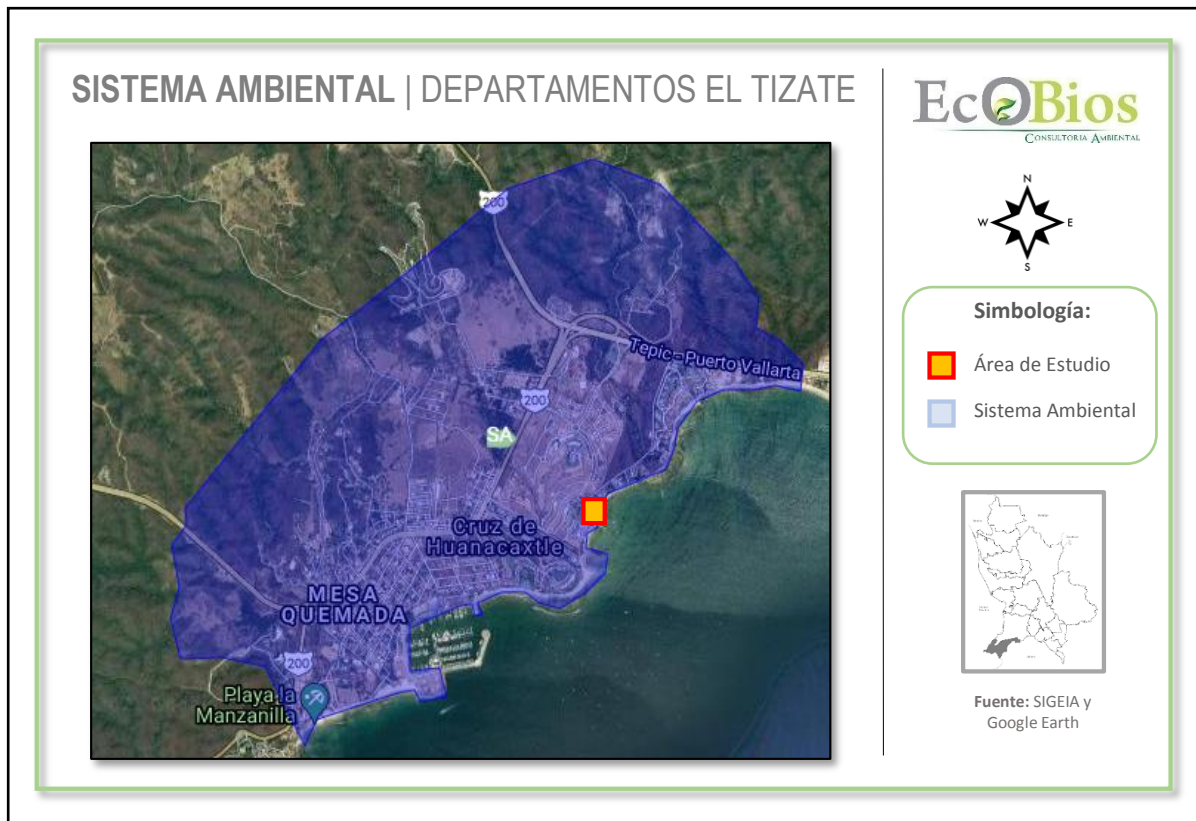 SISTEMA AMBIENTAL | DEPARTAMENTOS EL TIZATE
200
Tepic - Puerto Vallarta
200
SA
Cruz de
Huanacaxtle
MESA
QUEMADA
200
Playa la
Manzanilla
EcOBios
CONSULTORIA AMBIENTAL
N
W
E
S
Simbología:
Área de Estudio
Sistema Ambiental
Fuente: SIGEIA y
Google Earth